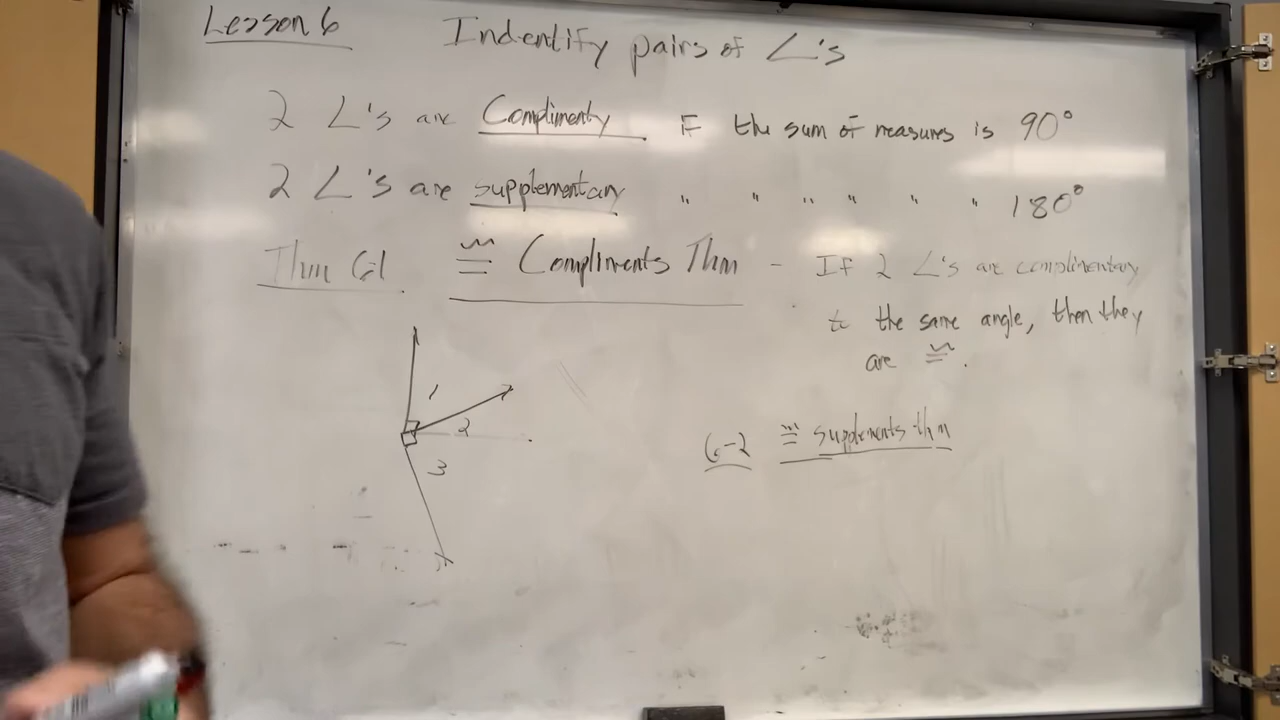 Lesson 6 Indentify pairs of ∠'s
2 ∠'s are Complimenty IF the sum of measures is 90°
2 ∠'s are supplementary " " " " " " 180°
Thm 6-1 ≅ Compliments Thm - If 2 ∠'s are complimentary
to the same angle, then they
are ≅.
1
2
3
6-2 ≅ supplements thm